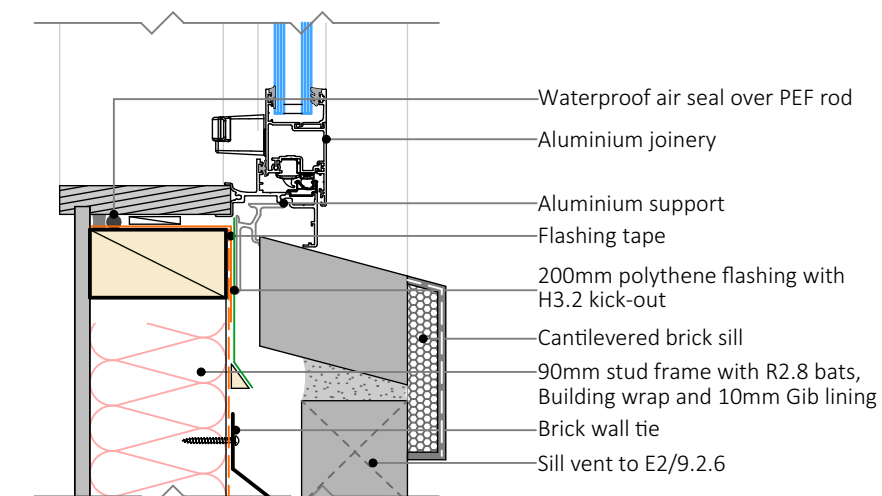 Waterproof air seal over PEF rod
Aluminium joinery
Aluminium support
Flashing tape
200mm polythene flashing with
H3.2 kick-out
Cantilevered brick sill
90mm stud frame with R2.8 bats,
Building wrap and 10mm Gib lining
Brick wall tie
Sill vent to E2/9.2.6